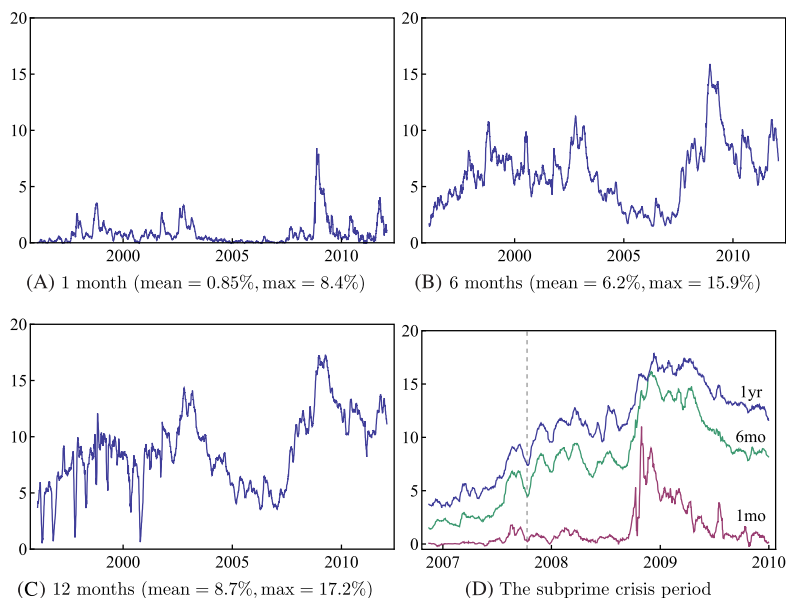 20
15
10
5
0
2000 2005 2010
(A) 1 month (mean = 0.85%, max = 8.4%)
20
15
10
5
0
2000 2005 2010
(B) 6 months (mean = 6.2%, max = 15.9%)
20
15
10
5
0
2000 2005 2010
(C) 12 months (mean = 8.7%, max = 17.2%)
20
15
10
5
0
1yr
6mo
1mo
2007 2008 2009 2010
(D) The subprime crisis period